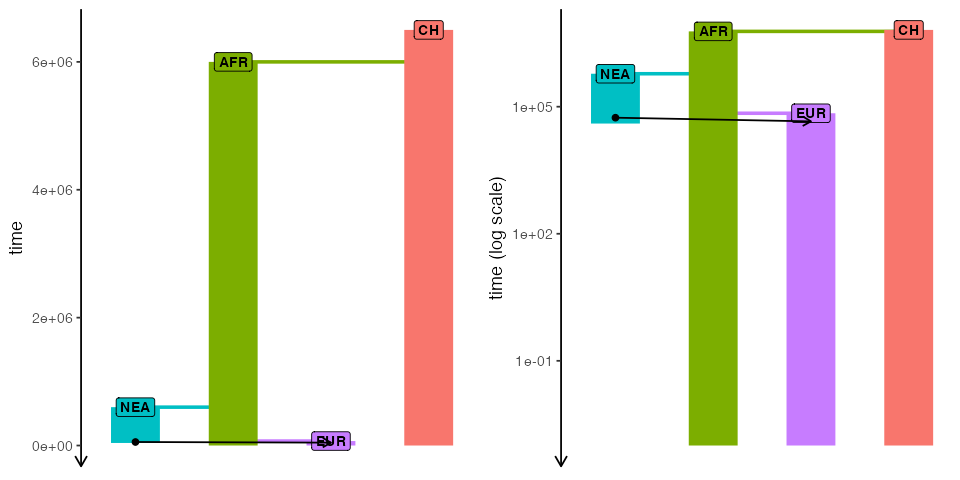 CH
6e+06
AFR
4e+06
time
2e+06
NEA
EUR
0e+00
CH
AFR
NEA
1e+05
EUR
time (log scale)
1e+02
1e-01